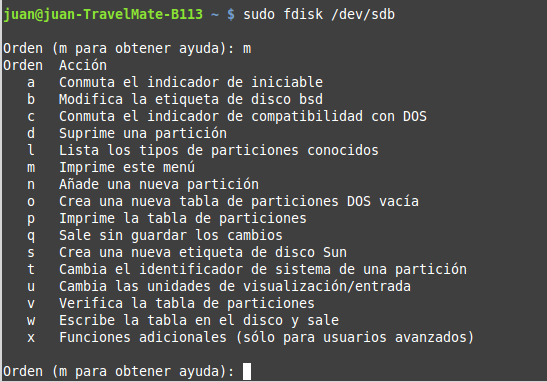 juan@juan-TravelMate-B113 ~ $ sudo fdisk /dev/sdb
Orden (m para obtener ayuda): m
Orden Acción
a Conmuta el indicador de iniciable
b Modifica la etiqueta de disco bsd
c Conmuta el indicador de compatibilidad con DOS
d Suprime una partición
l Lista los tipos de particiones conocidos
m Imprime este menú
n Añade una nueva partición
o Crea una nueva tabla de particiones DOS vacía
p Imprime la tabla de particiones
q Sale sin guardar los cambios
s Crea una nueva etiqueta de disco Sun
t Cambia el identificador de sistema de una partición
u Cambia las unidades de visualización/entrada
v Verifica la tabla de particiones
w Escribe la tabla en el disco y sale
x Funciones adicionales (sólo para usuarios avanzados)
Orden (m para obtener ayuda):